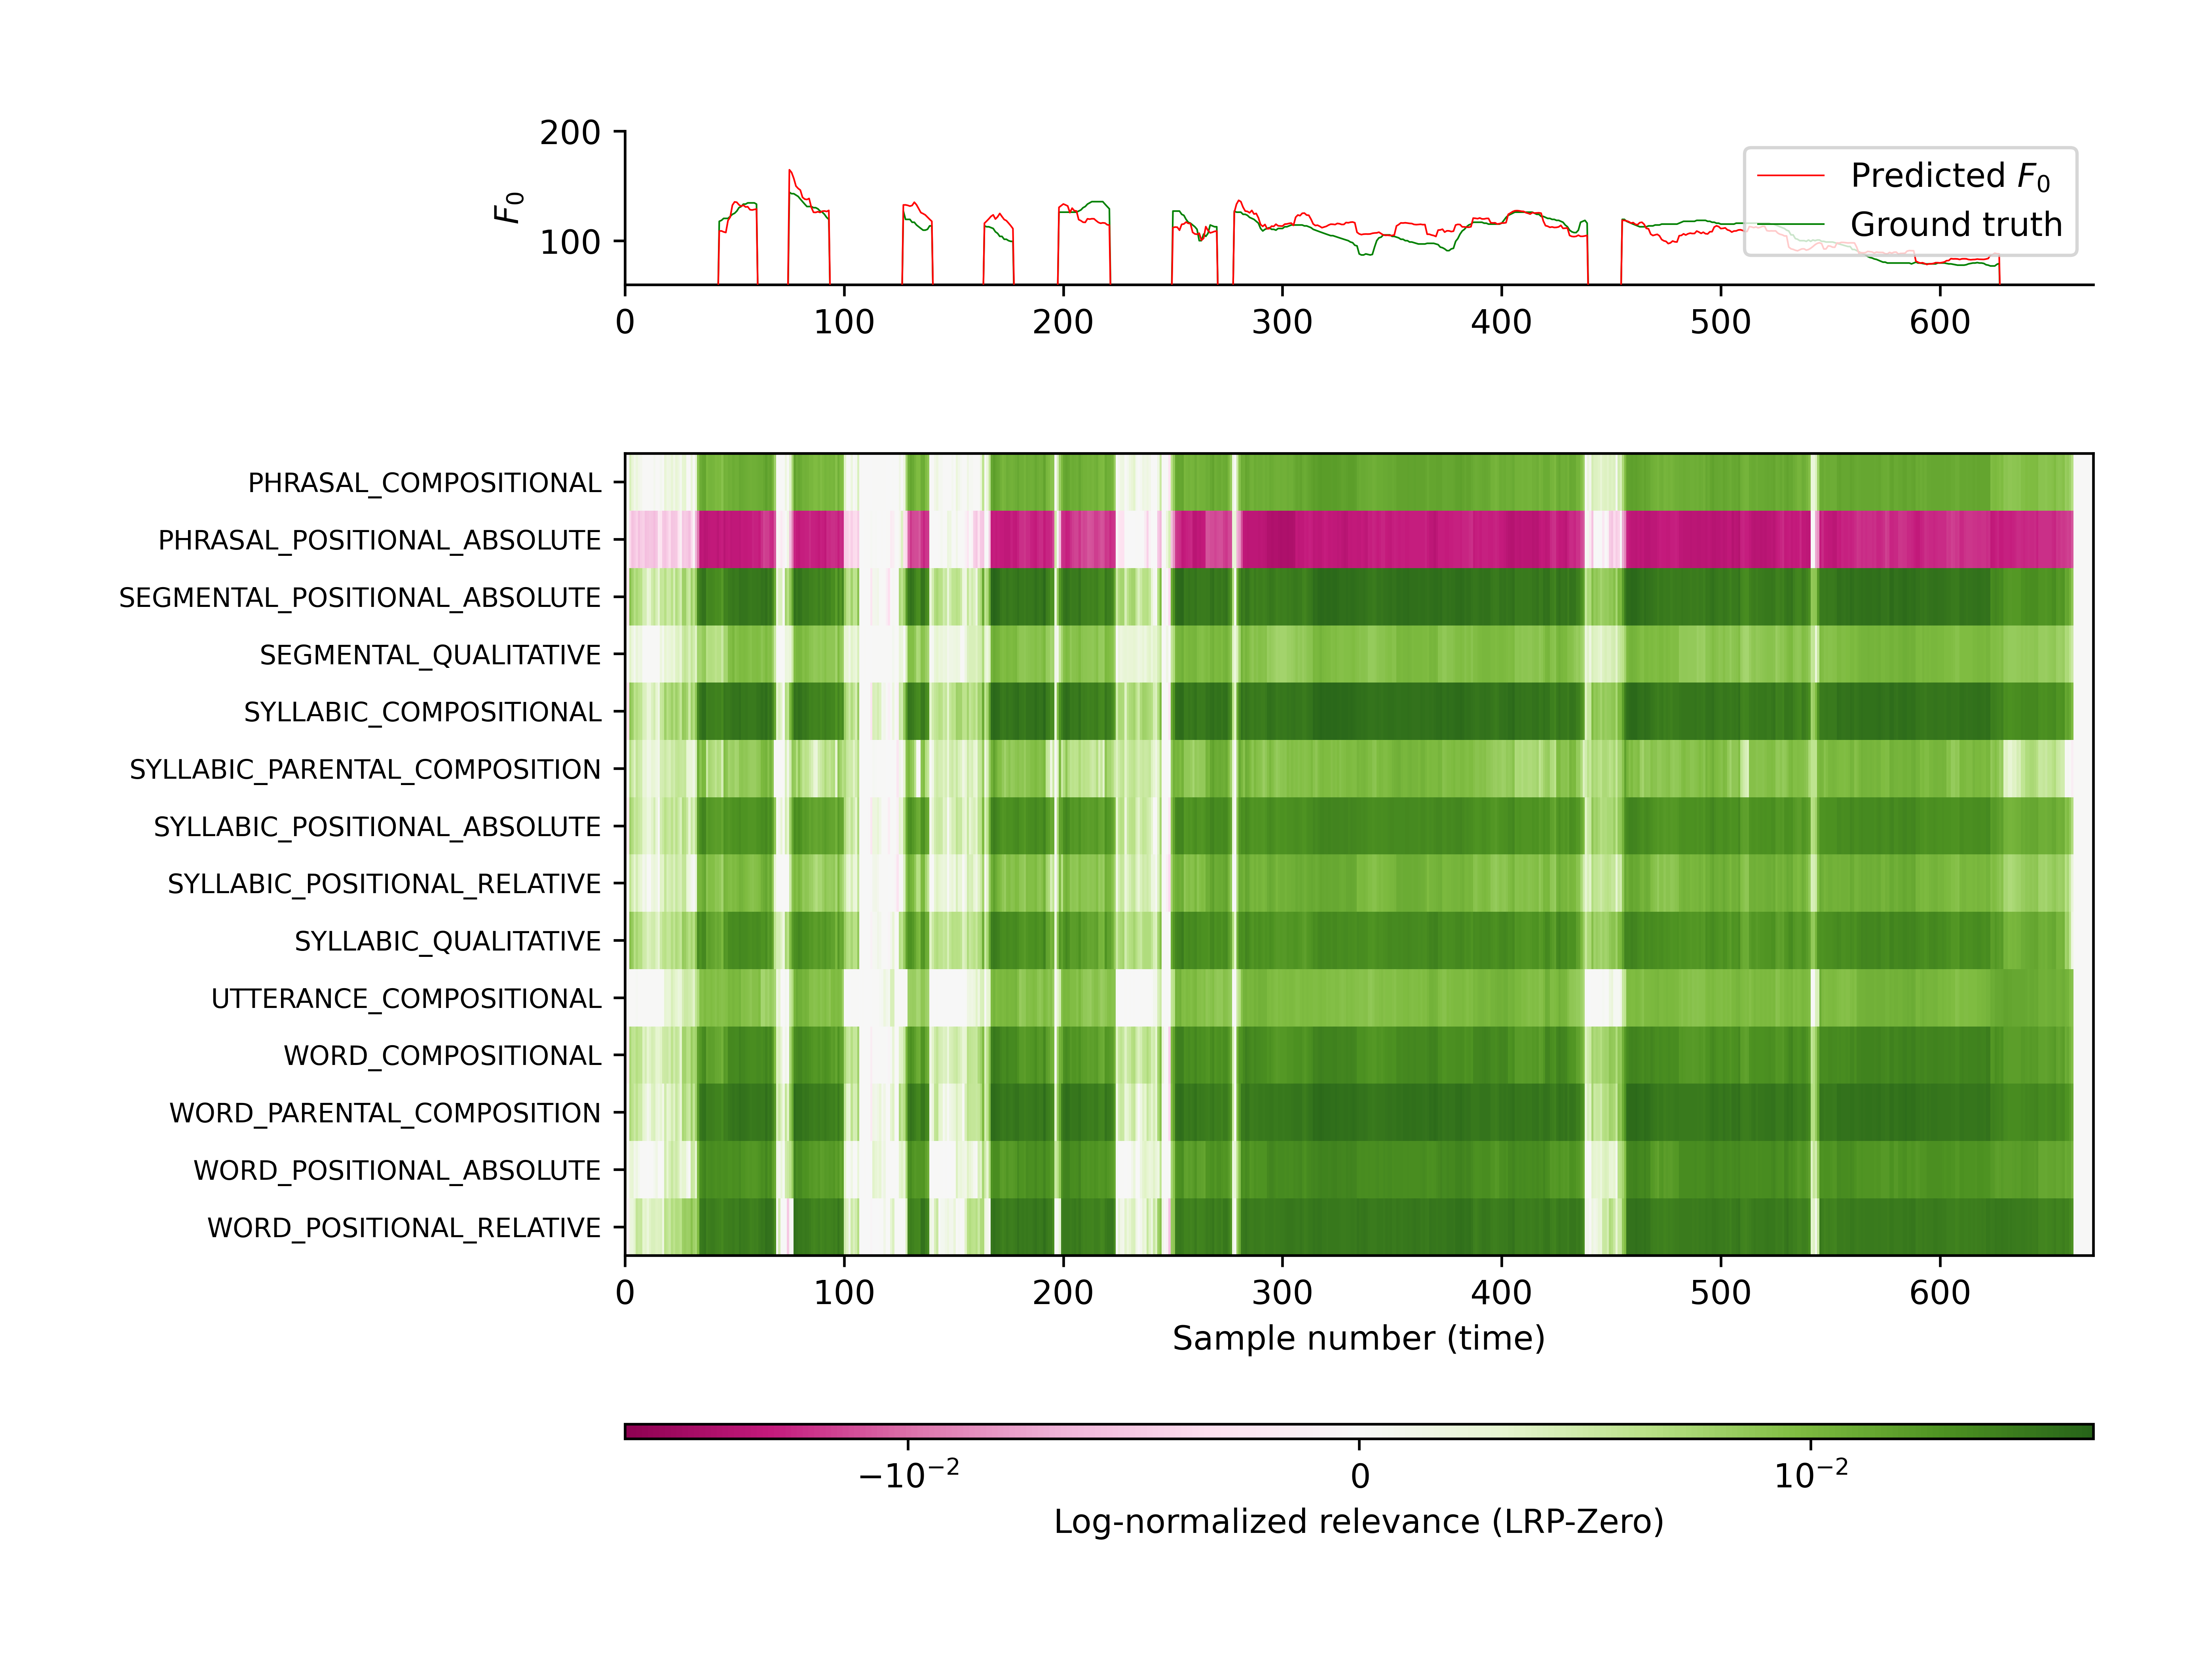 200
100
F₀
Predicted F₀
Ground truth
0 100 200 300 400 500 600
PHRASAL_COMPOSITIONAL
PHRASAL_POSITIONAL_ABSOLUTE
SEGMENTAL_POSITIONAL_ABSOLUTE
SEGMENTAL_QUALITATIVE
SYLLABIC_COMPOSITIONAL
SYLLABIC_PARENTAL_COMPOSITION
SYLLABIC_POSITIONAL_ABSOLUTE
SYLLABIC_POSITIONAL_RELATIVE
SYLLABIC_QUALITATIVE
UTTERANCE_COMPOSITIONAL
WORD_COMPOSITIONAL
WORD_PARENTAL_COMPOSITION
WORD_POSITIONAL_ABSOLUTE
WORD_POSITIONAL_RELATIVE
0 100 200 300 400 500 600
Sample number (time)
−10⁻² 0 10⁻²
Log-normalized relevance (LRP-Zero)